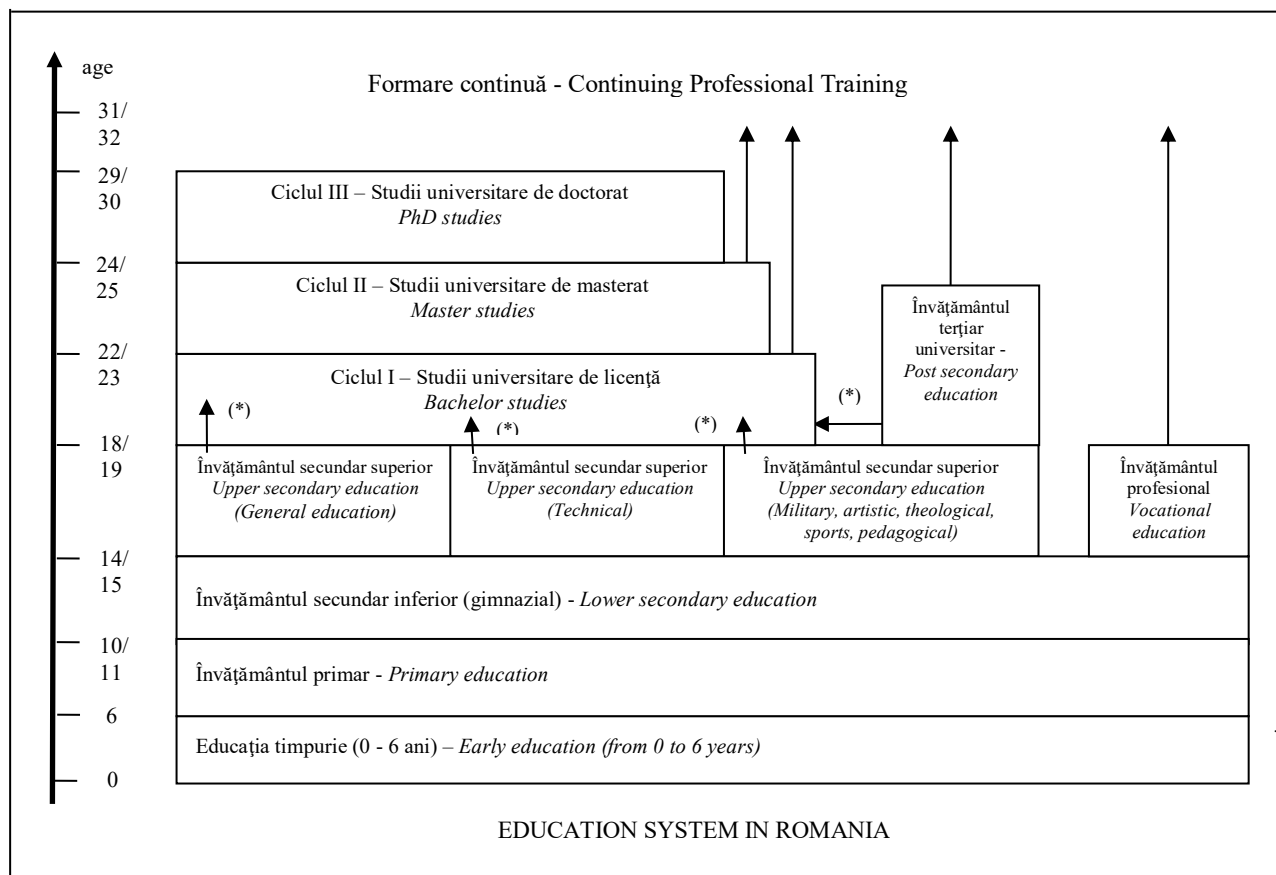 age
Formare continuă - Continuing Professional Training
31/
32
29/
30
Ciclul III – Studii universitare de doctorat
PhD studies
24/
25
Ciclul II – Studii universitare de masterat
Master studies
Învăţământul
terţiar
universitar -
Post secondary
education
22/
23
Ciclul I – Studii universitare de licenţă
Bachelor studies
(*)
(*)
(*)
(*)
18/
19
Învăţământul secundar superior
Upper secondary education
(General education)
Învăţământul secundar superior
Upper secondary education
(Technical)
Învăţământul secundar superior
Upper secondary education
(Military, artistic, theological,
sports, pedagogical)
Învăţământul
profesional
Vocational
education
14/
15
Învăţământul secundar inferior (gimnazial) - Lower secondary education
10/
11
Învăţământul primar - Primary education
6
Educaţia timpurie (0 - 6 ani) – Early education (from 0 to 6 years)
0
EDUCATION SYSTEM IN ROMANIA